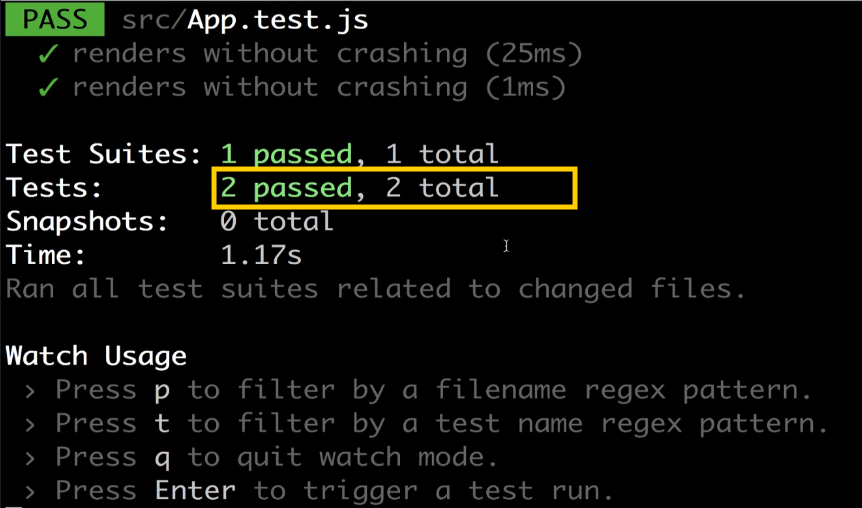 PASS src/App.test.js
✓ renders without crashing (25ms)
✓ renders without crashing (1ms)
Test Suites: 1 passed, 1 total
Tests: 2 passed, 2 total
Snapshots: 0 total
Time: 1.17s
Ran all test suites related to changed files.
Watch Usage
› Press p to filter by a filename regex pattern.
› Press t to filter by a test name regex pattern.
› Press q to quit watch mode.
› Press Enter to trigger a test run.